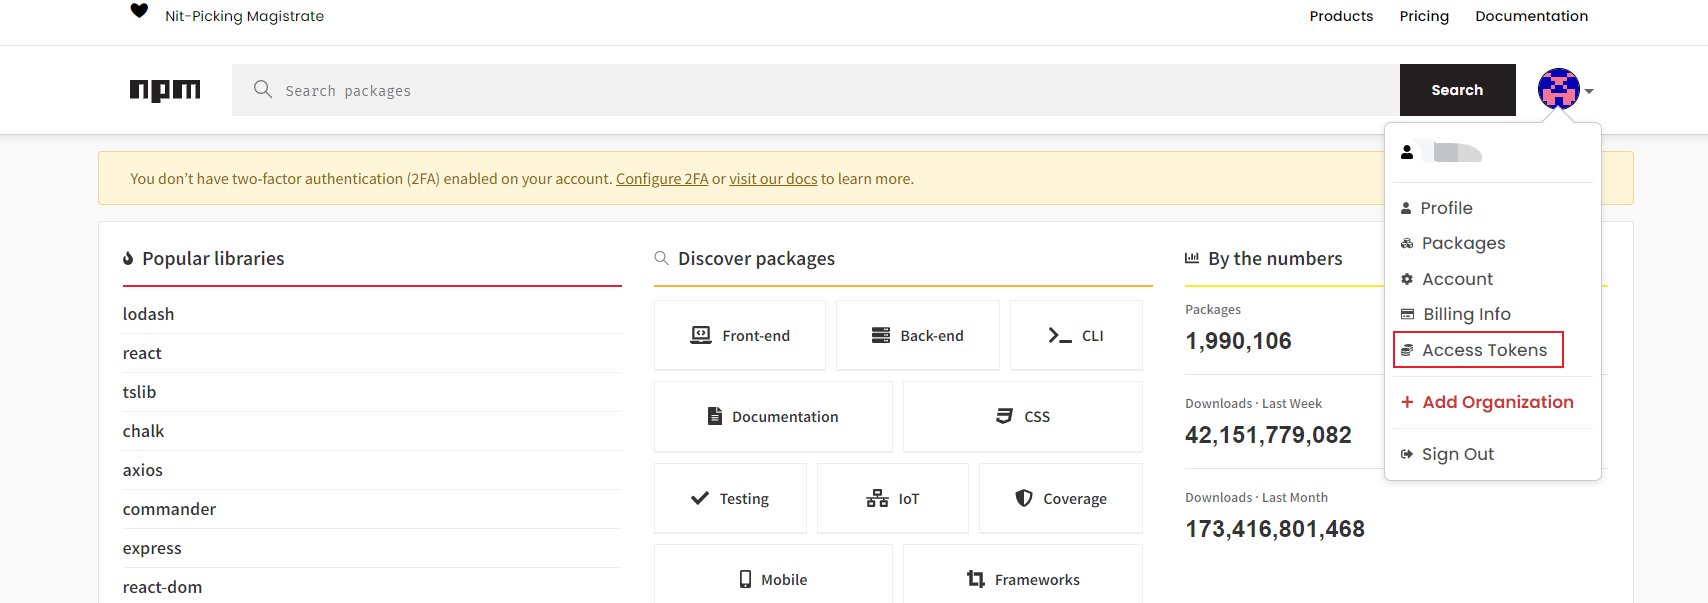 Nit-Picking Magistrate
Products Pricing Documentation
npm
Search packages
Search
You don't have two-factor authentication (2FA) enabled on your account. Configure 2FA or visit our docs to learn more.
Popular libraries
lodash
react
tslib
chalk
axios
commander
express
react-dom
Discover packages
Front-end
Back-end
CLI
Documentation
CSS
Testing
IoT
Coverage
Mobile
Frameworks
By the numbers
Packages
1,990,106
Downloads · Last Week
42,151,779,082
Downloads · Last Month
173,416,801,468
Profile
Packages
Account
Billing Info
Access Tokens
+ Add Organization
Sign Out